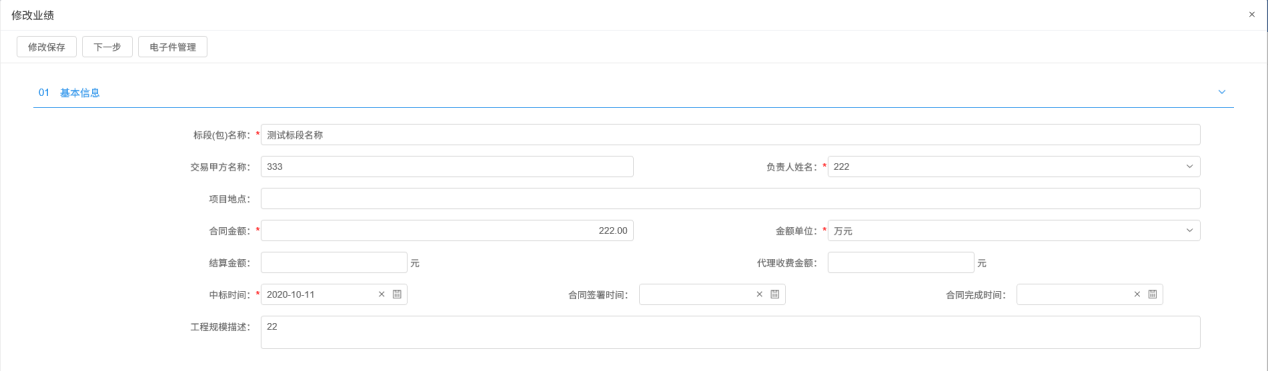 修改业绩 ×
修改保存 下一步 电子件管理
01 基本信息
标段(包)名称: * 测试标段名称
交易甲方名称: 333 负责人姓名: * 222
项目地点:
合同金额: * 222.00 金额单位: * 万元
结算金额: 元 代理收费金额: 元
中标时间: * 2020-10-11 × 合同签署时间: × 合同完成时间: ×
工程规模描述: 22